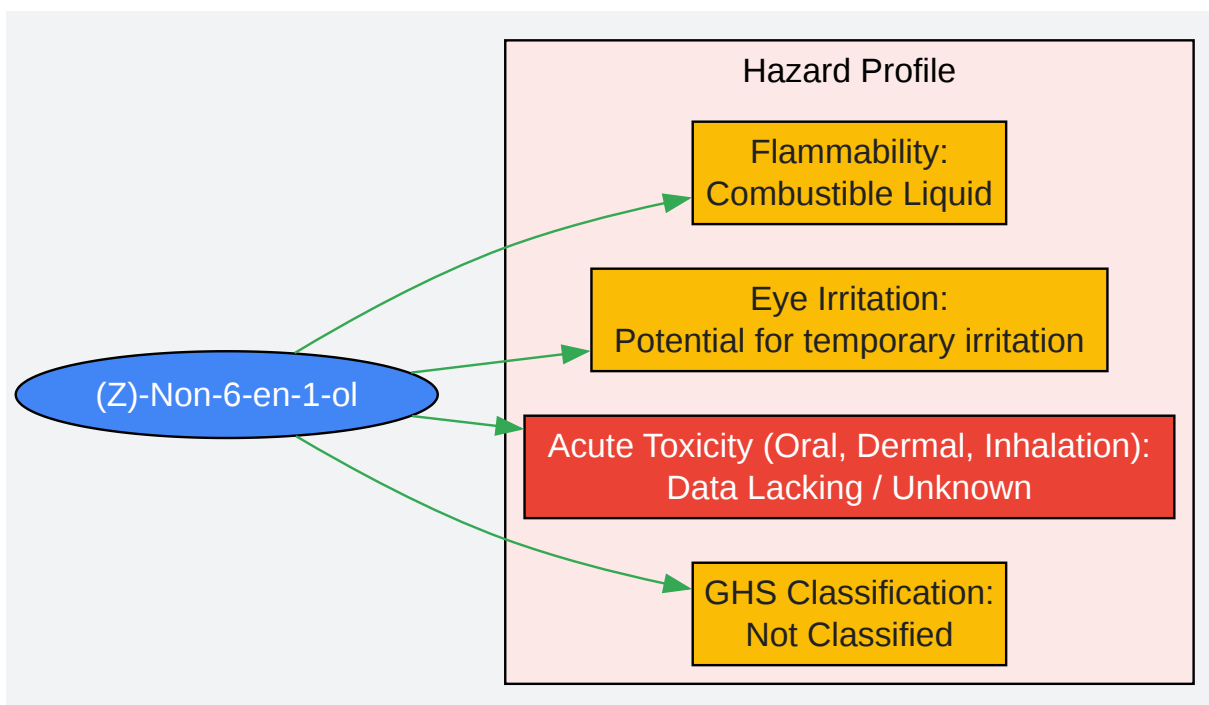 Hazard Profile
Flammability:
Combustible Liquid
Eye Irritation:
Potential for temporary irritation
(Z)-Non-6-en-1-ol
Acute Toxicity (Oral, Dermal, Inhalation):
Data Lacking / Unknown
GHS Classification:
Not Classified